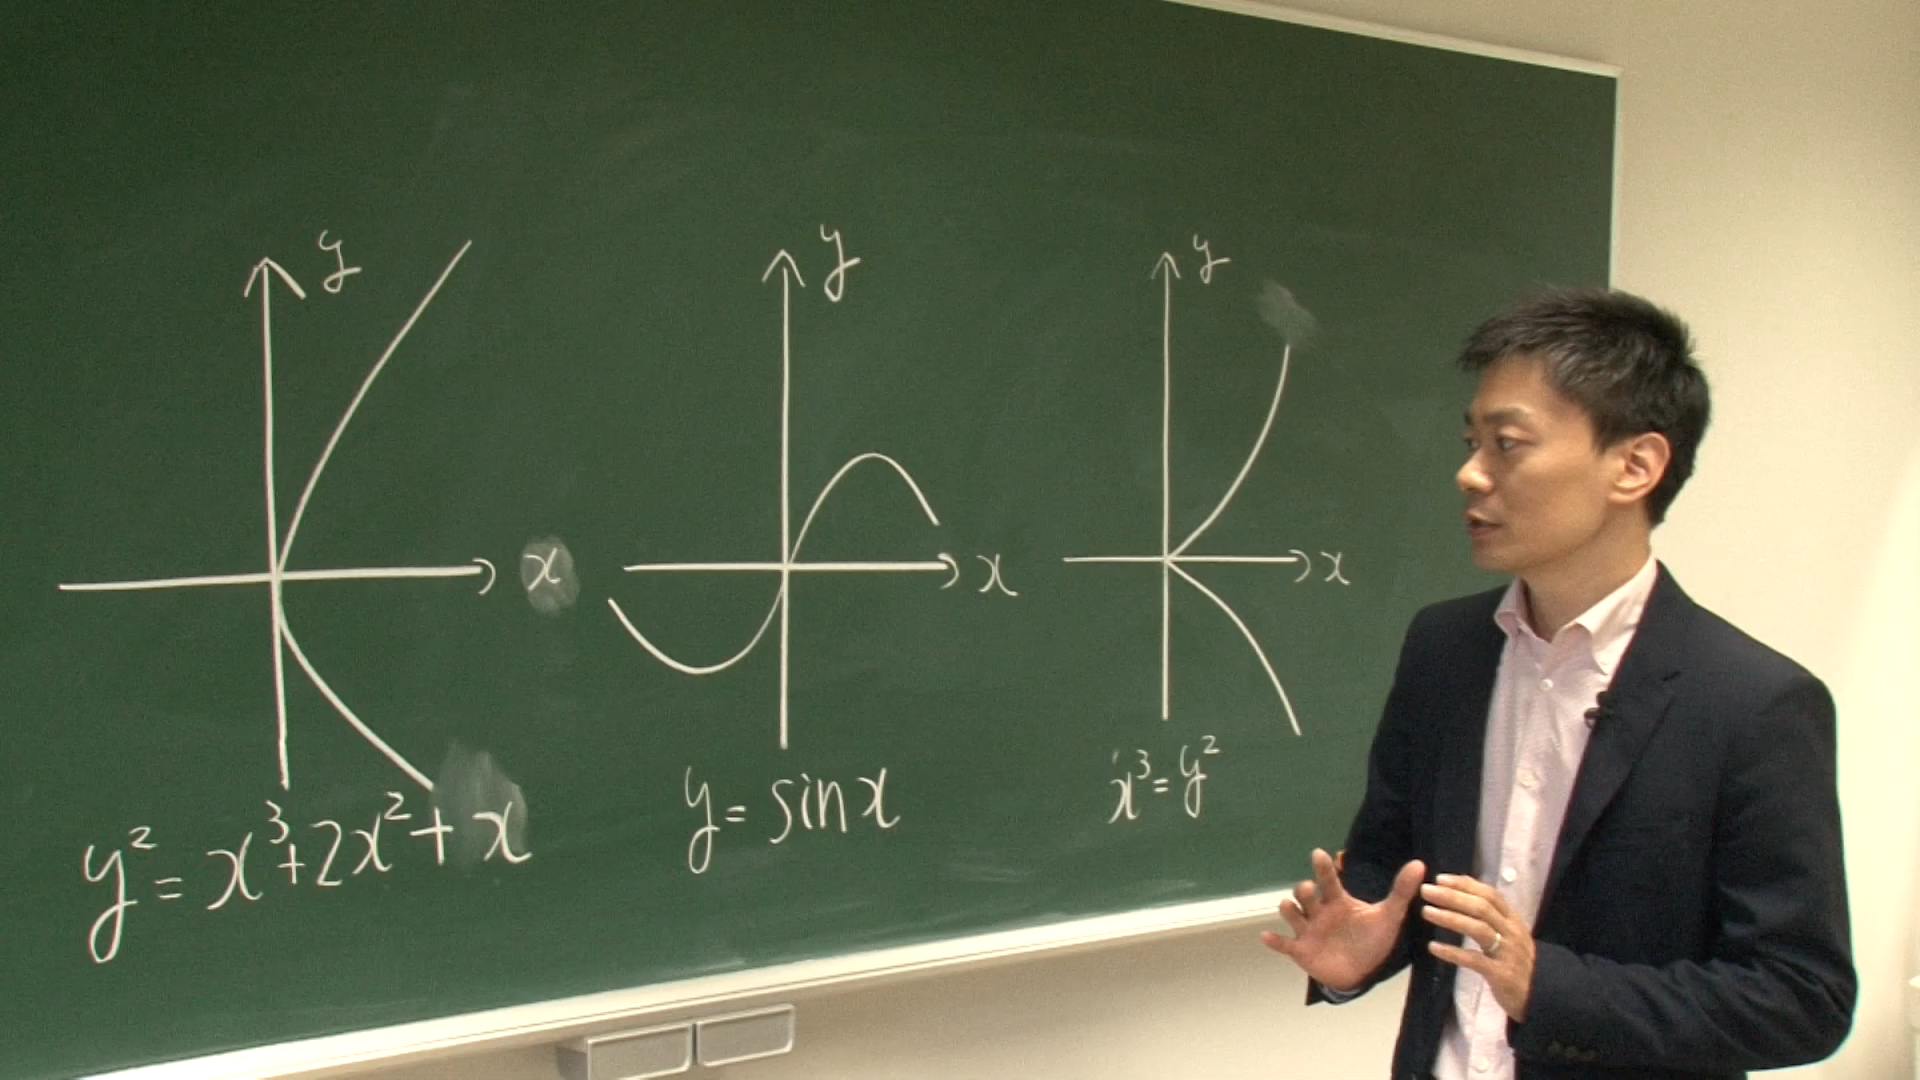 y
x
y² = x³+2x²+x
y
x
y = sin x
y
x
x³ = y²